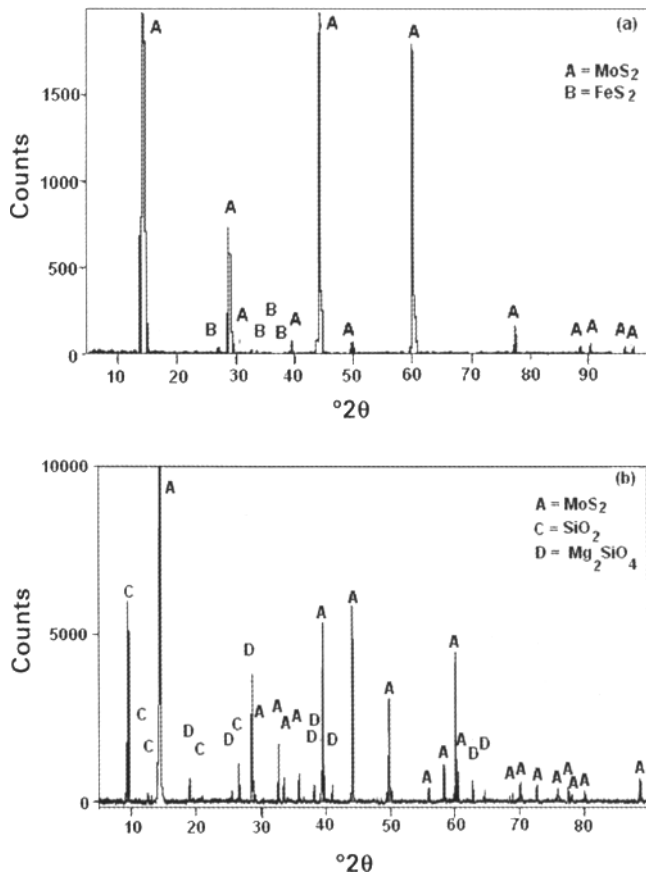 (a)
A A A
A = MoS2
B = FeS2
1500
Counts
1000
A
500
B A B B B A A A A A A A
0
10 20 30 40 50 60 70 80 90
°2θ
10000
(b)
A
A = MoS2
C = SiO2
D = Mg2SiO4
C A A
Counts
5000
D A A
C C D C D C A A A A D D A A D D A A A A A A A A
0
10 20 30 40 50 60 70 80
°2θ